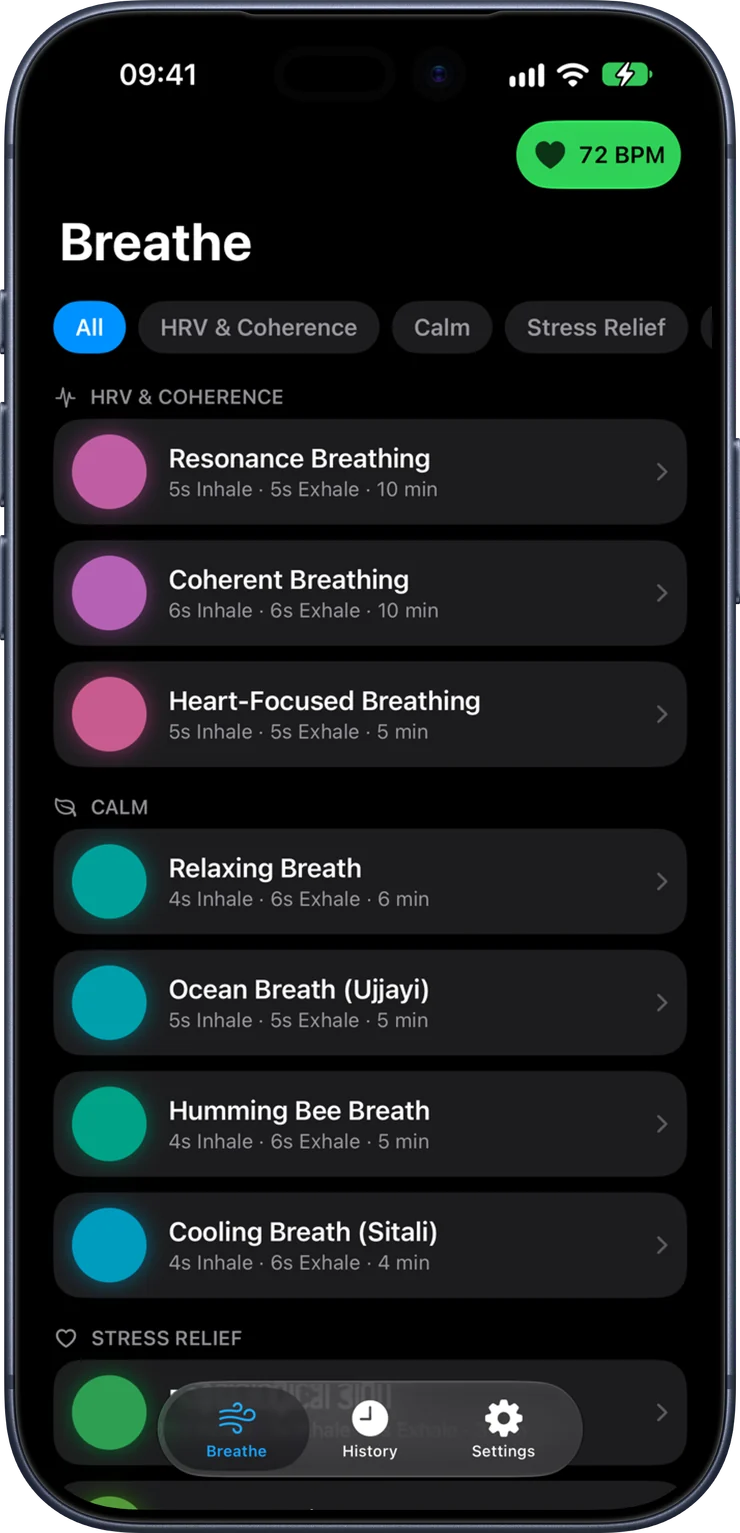 09:41
72 BPM
Breathe
All
HRV & Coherence
Calm
Stress Relief
HRV & COHERENCE
Resonance Breathing
5s Inhale · 5s Exhale · 10 min
Coherent Breathing
6s Inhale · 6s Exhale · 10 min
Heart-Focused Breathing
5s Inhale · 5s Exhale · 5 min
CALM
Relaxing Breath
4s Inhale · 6s Exhale · 6 min
Ocean Breath (Ujjayi)
5s Inhale · 5s Exhale · 5 min
Humming Bee Breath
4s Inhale · 6s Exhale · 5 min
Cooling Breath (Sitali)
4s Inhale · 6s Exhale · 4 min
STRESS RELIEF
Breathe
History
Settings